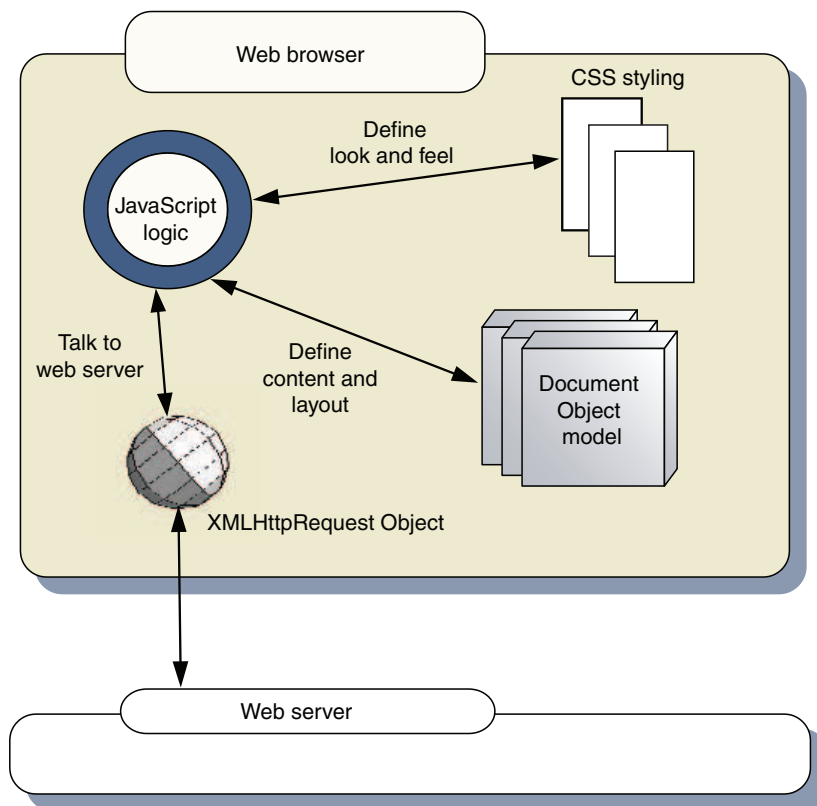 Web browser
CSS styling
Define
look and feel
JavaScript
logic
Talk to
web server
Define
content and
layout
Document
Object
model
XMLHttpRequest Object
Web server